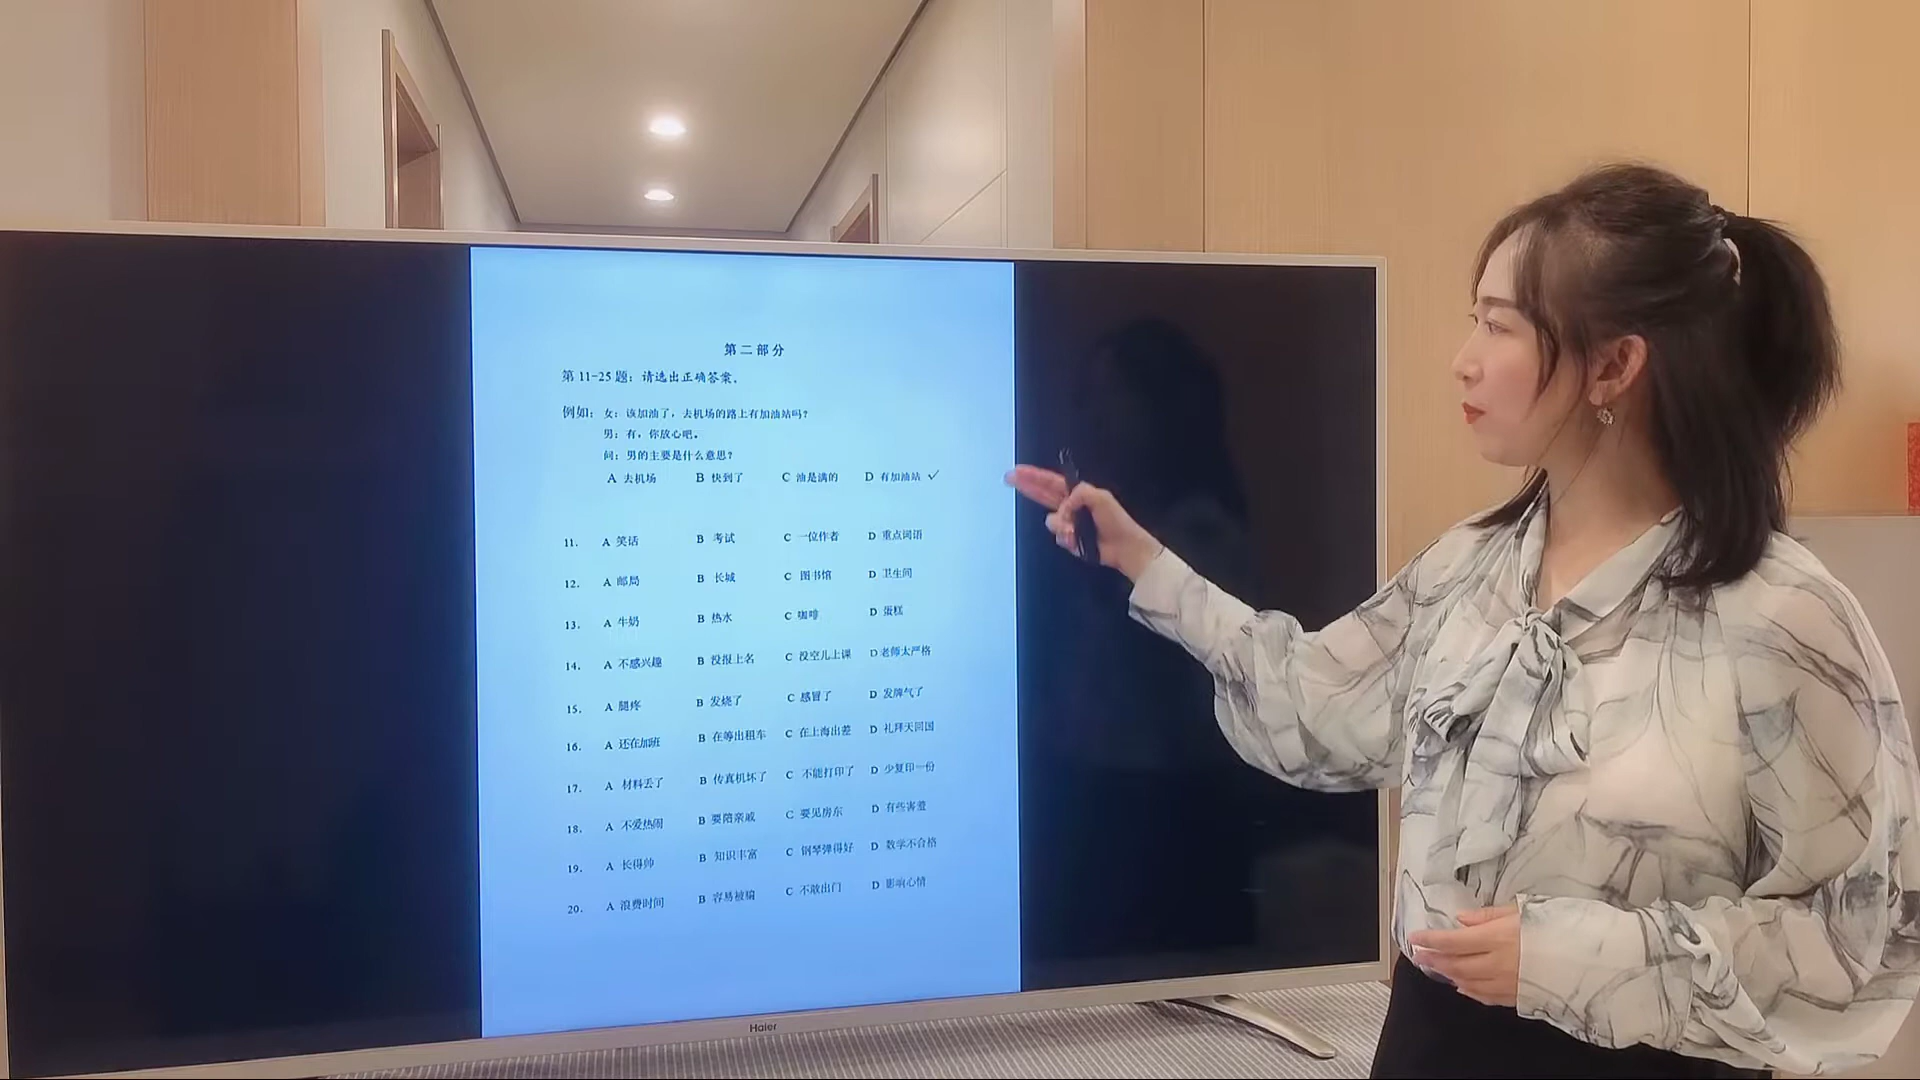 第二部分
第11-25题：请选出正确答案。
例如：女：该加油了，去机场的路上有加油站吗？
男：有，你放心吧。
问：男的主要是什么意思？
A 去机场 B 快到了 C 油是满的 D 有加油站 ✓
11. A 笑话 B 考试 C 一位作者 D 重点词语
12. A 邮局 B 长城 C 图书馆 D 卫生间
13. A 牛奶 B 热水 C 咖啡 D 蛋糕
14. A 不感兴趣 B 没报上名 C 没空儿上课 D 老师太严格
15. A 腿疼 B 发烧了 C 感冒了 D 发脾气了
16. A 还在加班 B 在等出租车 C 在上海出差 D 礼拜天回国
17. A 材料丢了 B 传真机坏了 C 不能打印了 D 少复印一份
18. A 不爱热闹 B 要陪亲戚 C 要见房东 D 有些害羞
19. A 长得帅 B 知识丰富 C 钢琴弹得好 D 数学不合格
20. A 浪费时间 B 容易被骗 C 不敢出门 D 影响心情
Haier